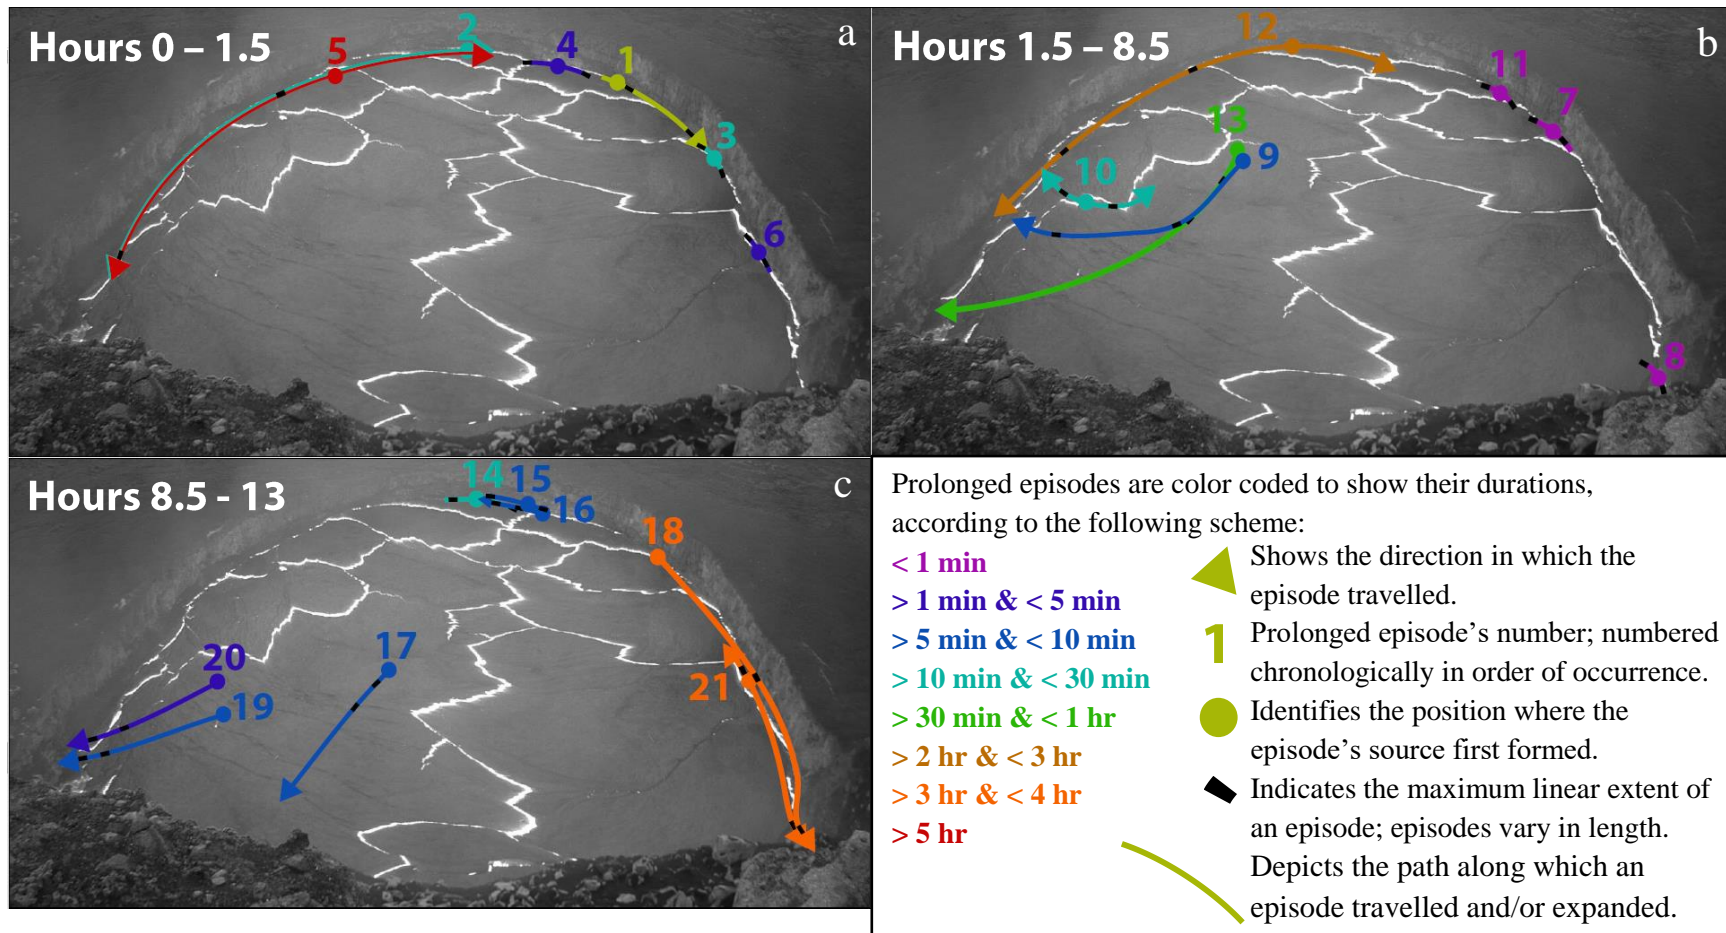 Hours 0 – 1.5
a
5
2
4
1
3
6
Hours 1.5 – 8.5
b
12
11
7
13
9
10
8
Hours 8.5 - 13
c
14
15
16
18
20
17
19
21
Prolonged episodes are color coded to show their durations,
according to the following scheme:
< 1 min
> 1 min & < 5 min
> 5 min & < 10 min
> 10 min & < 30 min
> 30 min & < 1 hr
> 2 hr & < 3 hr
> 3 hr & < 4 hr
> 5 hr
Shows the direction in which the
episode travelled.
1
Prolonged episode’s number; numbered
chronologically in order of occurrence.
Identifies the position where the
episode’s source first formed.
Indicates the maximum linear extent of
an episode; episodes vary in length.
Depicts the path along which an
episode travelled and/or expanded.